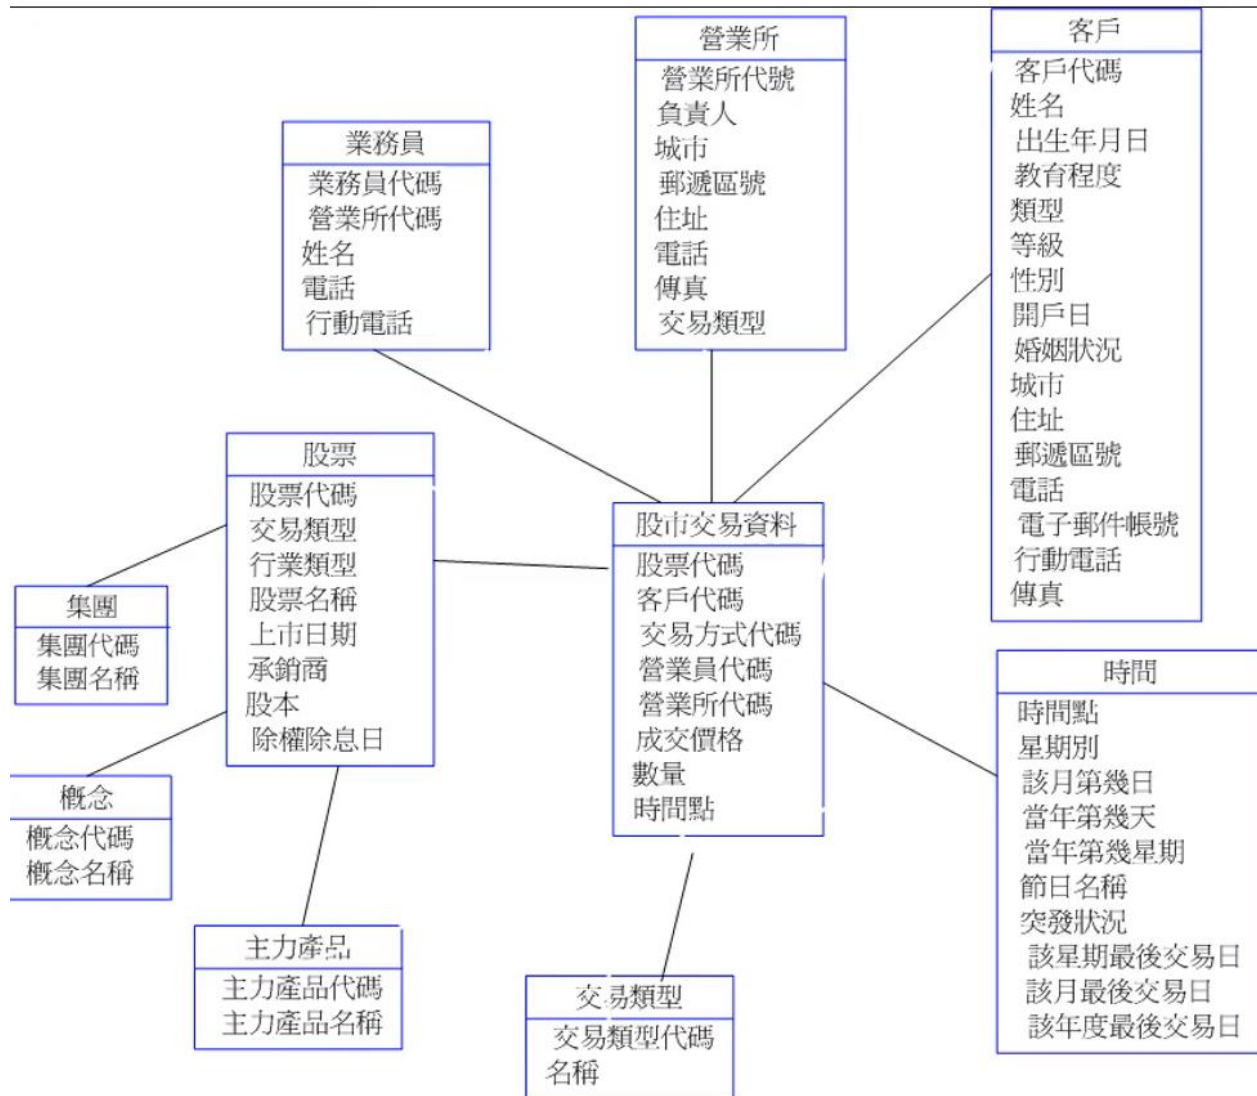 營業所
營業所代號
負責人
城市
郵遞區號
住址
電話
傳真
交易類型
客戶
客戶代碼
姓名
出生年月日
教育程度
類型
等級
性別
開戶日
婚姻狀況
城市
住址
郵遞區號
電話
電子郵件帳號
行動電話
傳真
業務員
業務員代碼
營業所代碼
姓名
電話
行動電話
股票
股票代碼
交易類型
行業類型
股票名稱
上市日期
承銷商
股本
除權除息日
股市交易資料
股票代碼
客戶代碼
交易方式代碼
營業員代碼
營業所代碼
成交價格
數量
時間點
集團
集團代碼
集團名稱
時間
時間點
星期別
該月第幾日
當年第幾天
當年第幾星期
節日名稱
突發狀況
該星期最後交易日
該月最後交易日
該年度最後交易日
概念
概念代碼
概念名稱
主力產品
主力產品代碼
主力產品名稱
交易類型
交易類型代碼
名稱